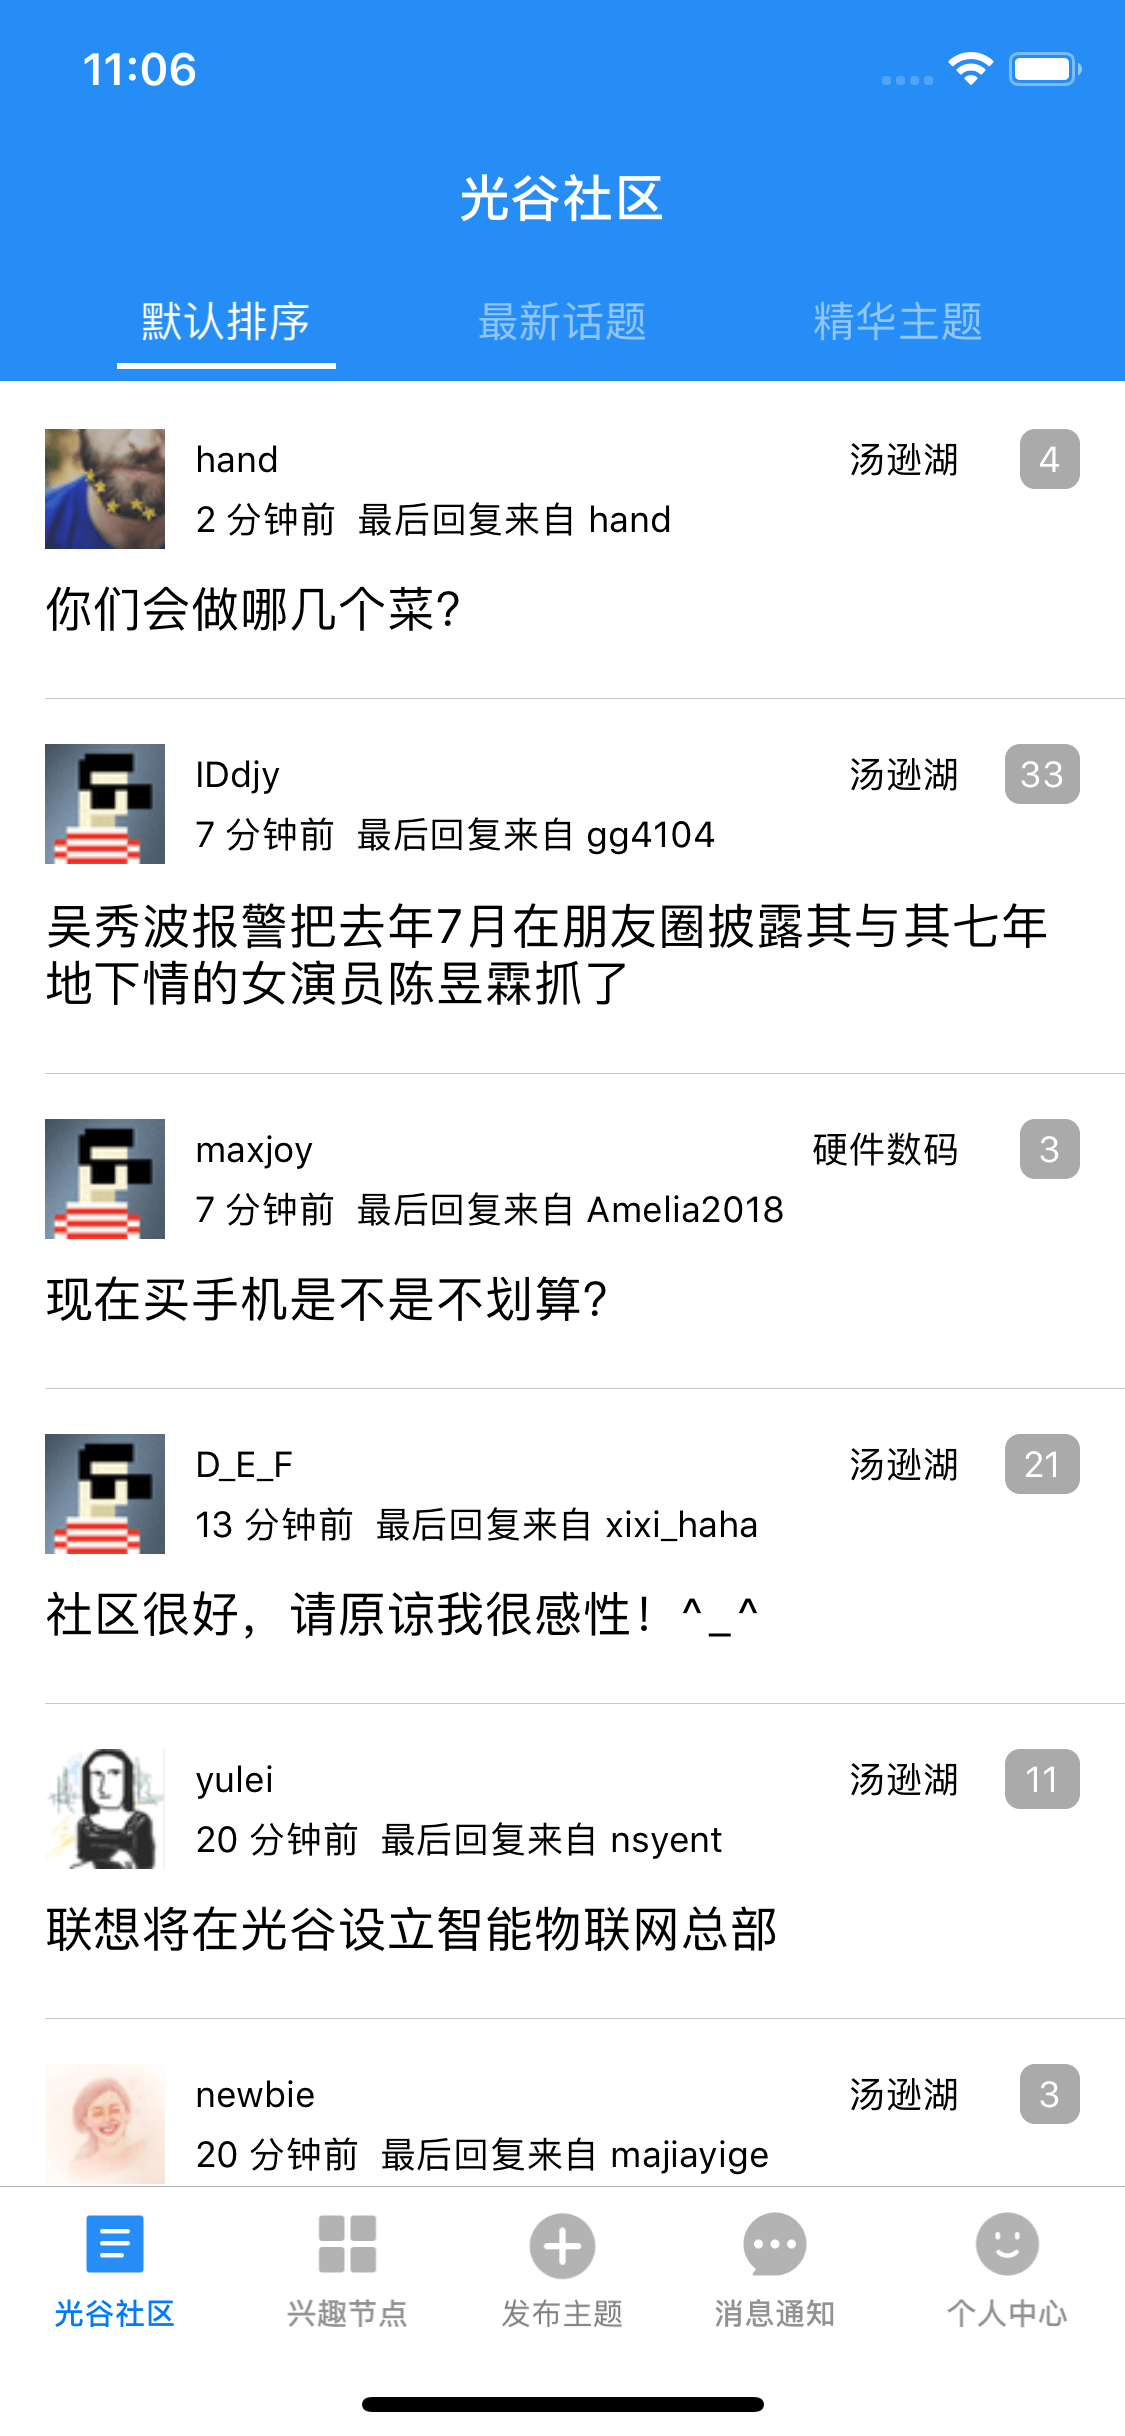 11:06
光谷社区
默认排序 最新话题 精华主题
hand 汤逊湖 4
2 分钟前 最后回复来自 hand
你们会做哪几个菜?
IDdjy 汤逊湖 33
7 分钟前 最后回复来自 gg4104
吴秀波报警把去年7月在朋友圈披露其与其七年
地下情的女演员陈昱霖抓了
maxjoy 硬件数码 3
7 分钟前 最后回复来自 Amelia2018
现在买手机是不是不划算?
D_E_F 汤逊湖 21
13 分钟前 最后回复来自 xixi_haha
社区很好，请原谅我很感性！^_^
yulei 汤逊湖 11
20 分钟前 最后回复来自 nsyent
联想将在光谷设立智能物联网总部
newbie 汤逊湖 3
20 分钟前 最后回复来自 majiayige
光谷社区 兴趣节点 发布主题 消息通知 个人中心